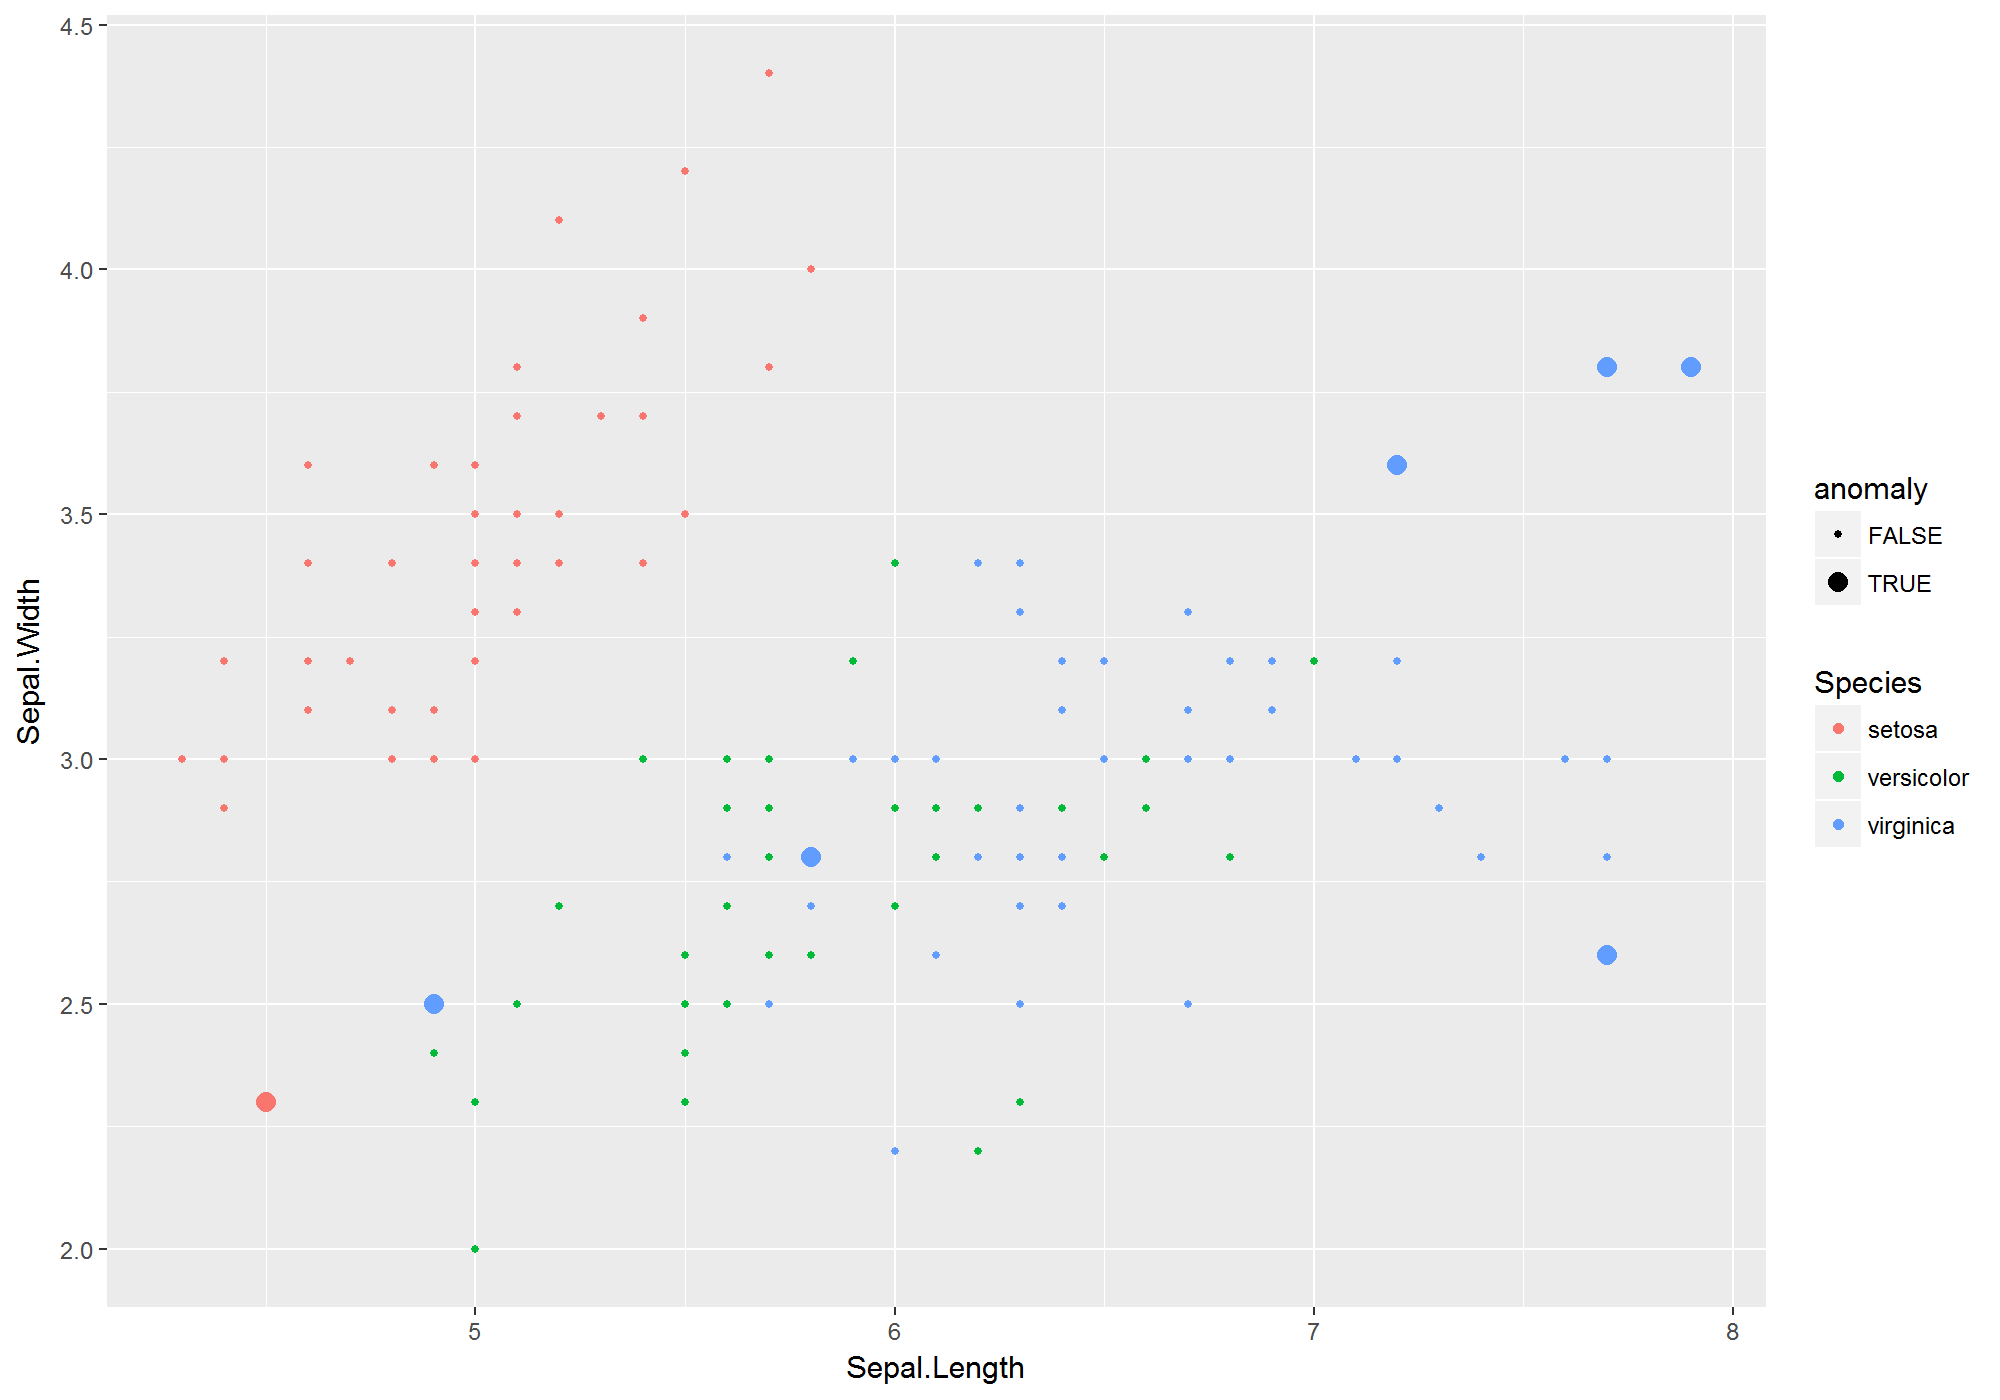 4.5
4.0
3.5
3.0
2.5
2.0
Sepal.Width
5
6
7
8
Sepal.Length
anomaly
FALSE
TRUE
Species
setosa
versicolor
virginica